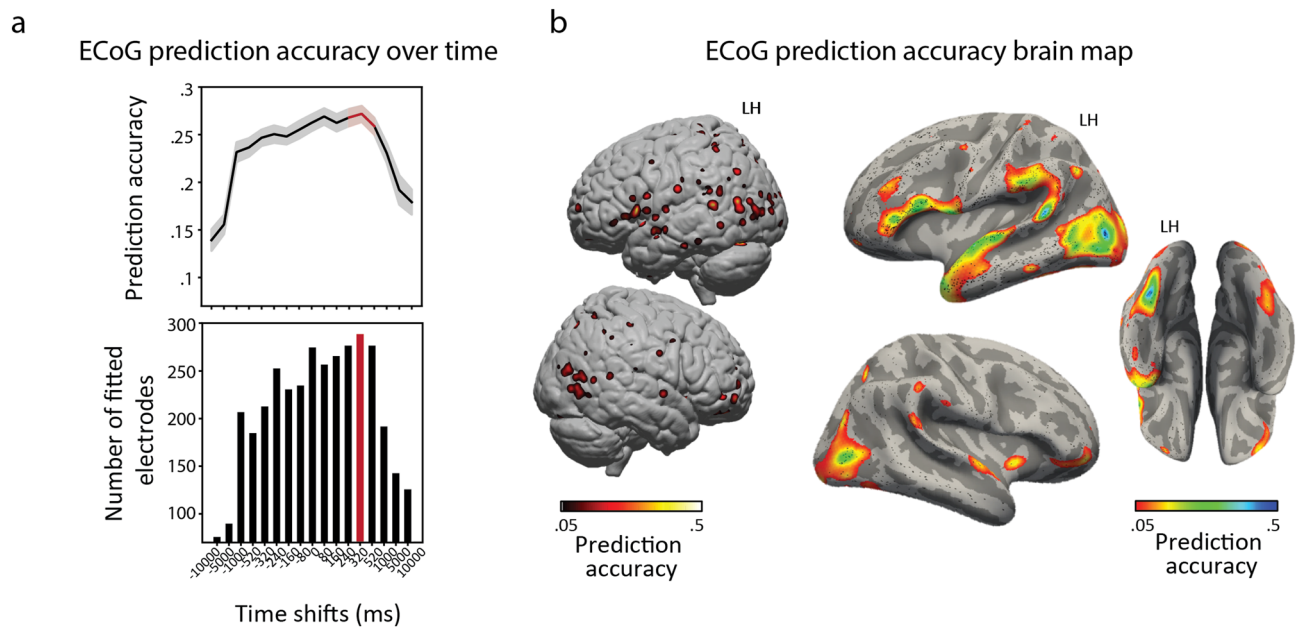 a
ECoG prediction accuracy over time
Prediction accuracy
.3
.25
.2
.15
.1
Number of fitted
electrodes
300
250
200
150
100
-10000
-5000
-1000
-520
-320
-240
-160
-80
0
80
160
240
320
520
1000
5000
10000
Time shifts (ms)
b
ECoG prediction accuracy brain map
LH
LH
LH
.05
.5
Prediction
accuracy
.05
.5
Prediction
accuracy